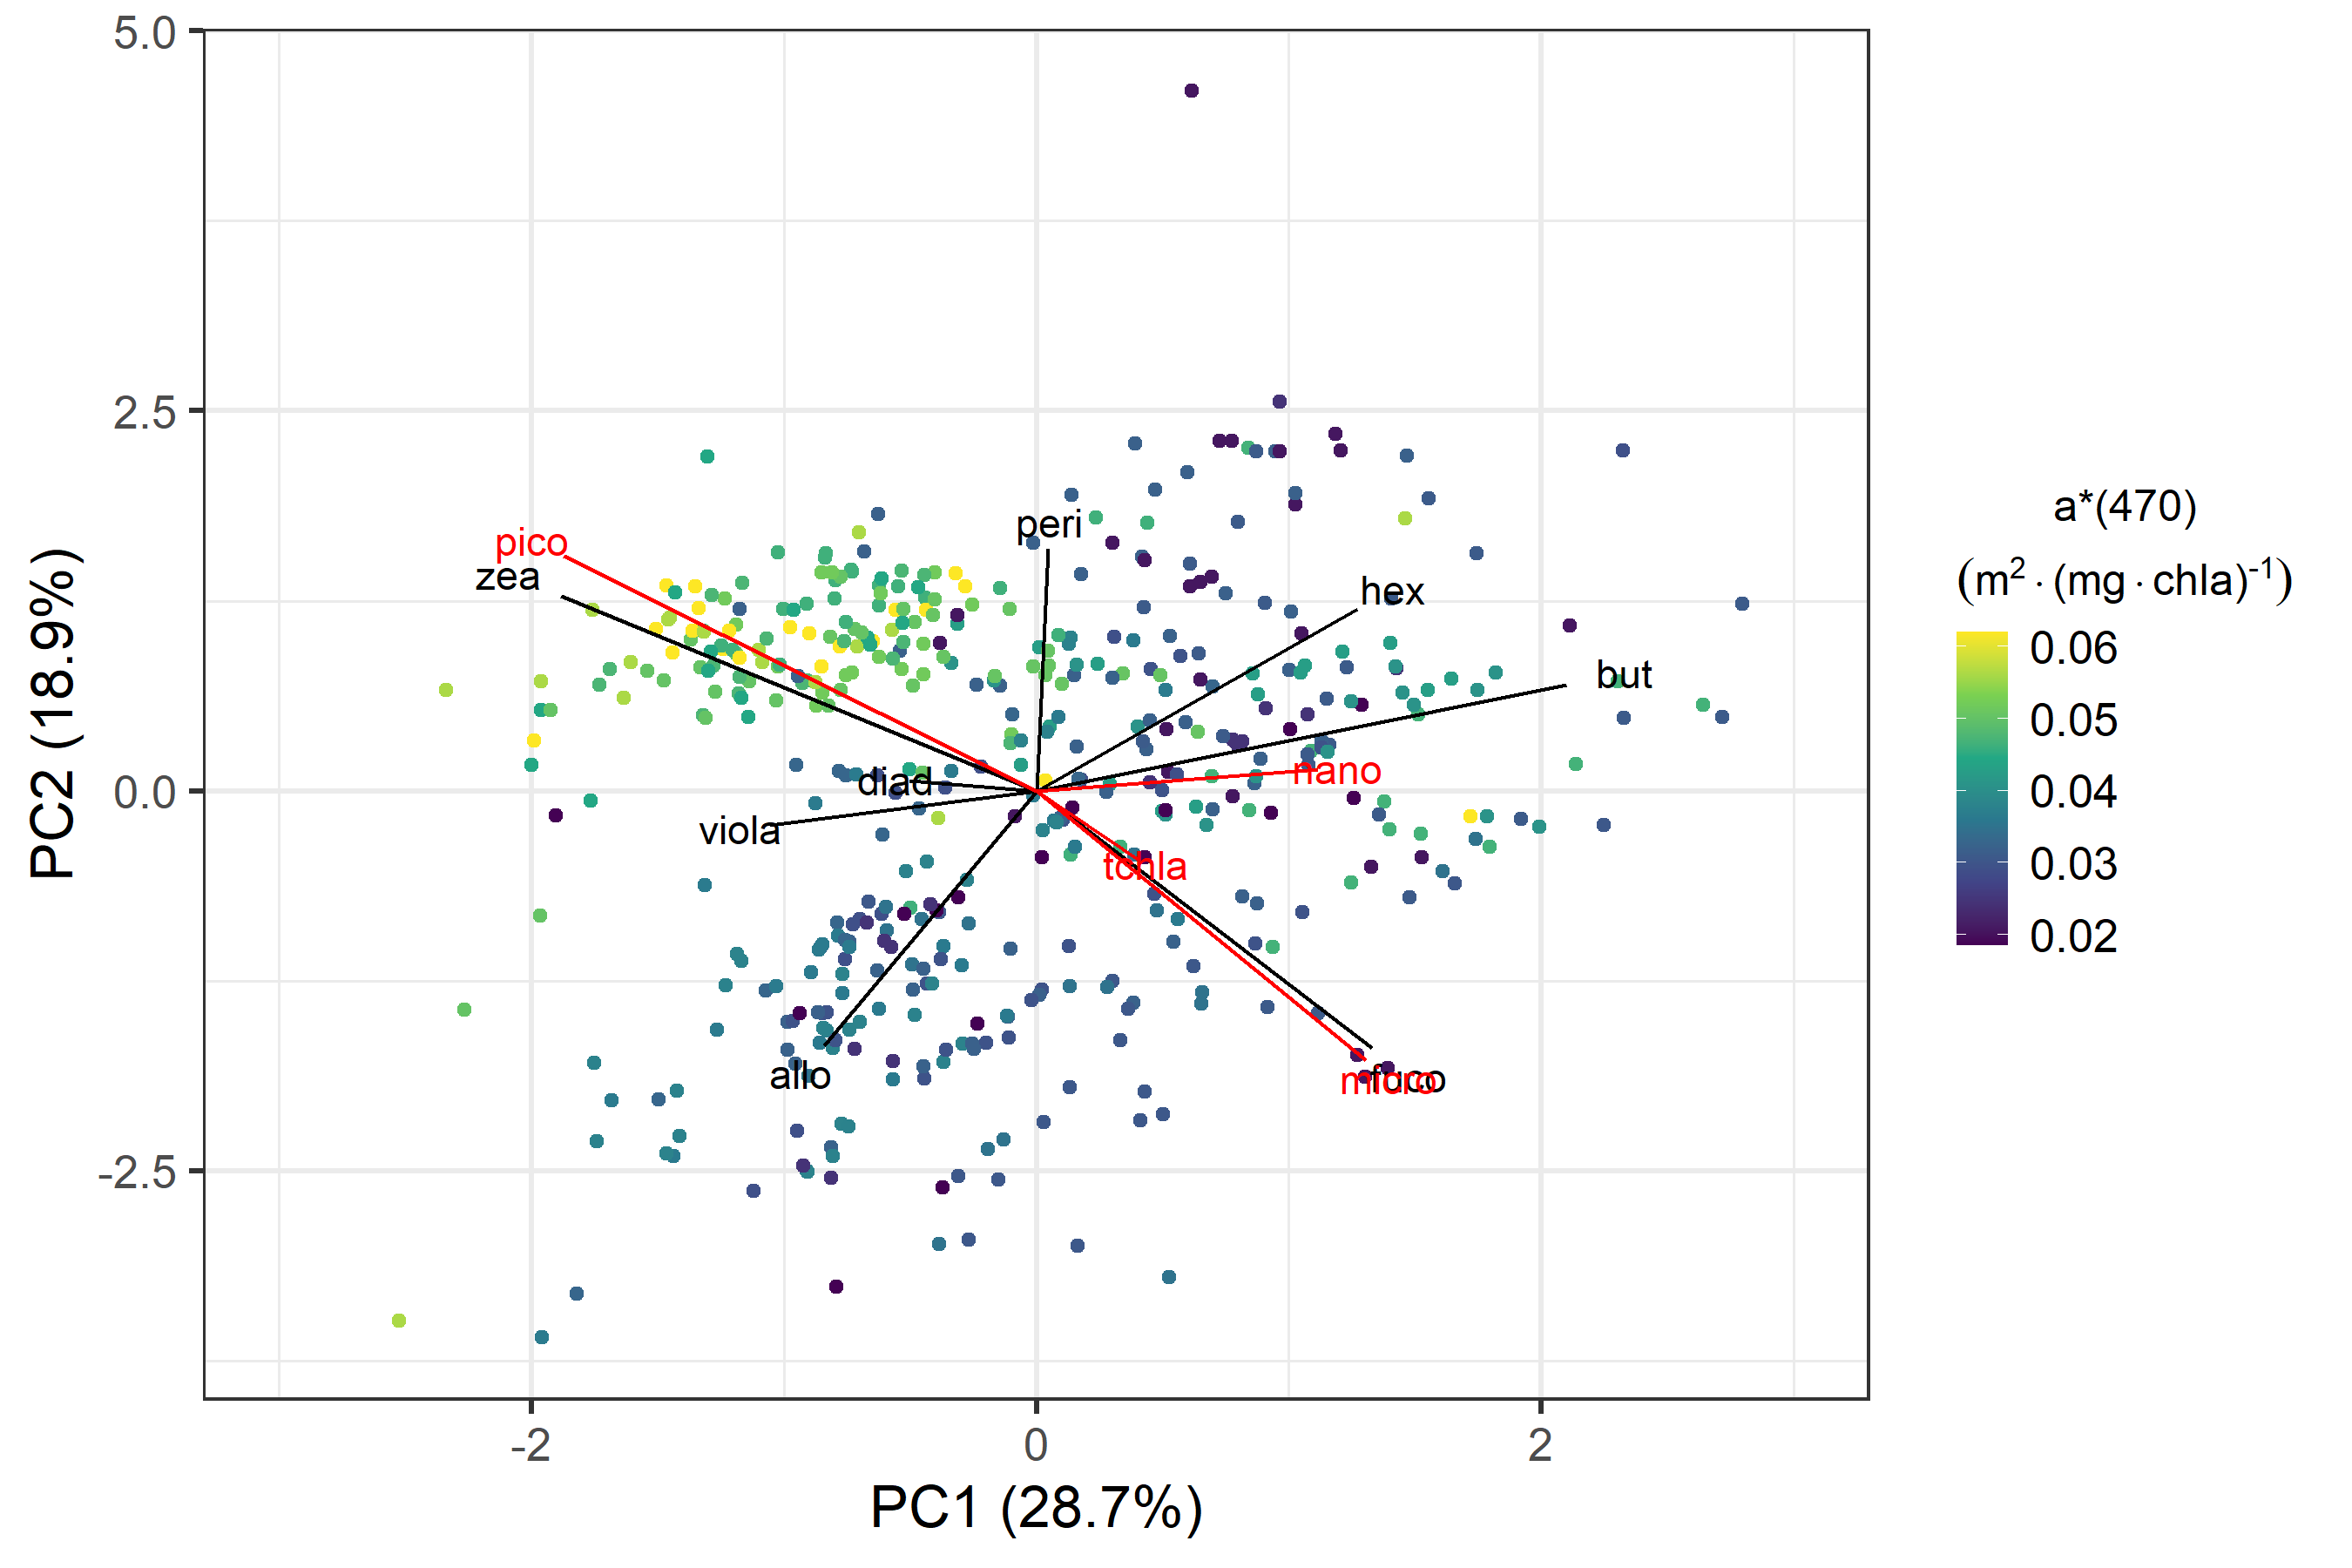 5.0
2.5
0.0
-2.5
PC2 (18.9%)
-2
0
2
PC1 (28.7%)
peri
pico
zea
hex
but
diad
nano
viola
tchla
allo
fuco
micro
a*(470)
(m²·(mg·chla)⁻¹)
0.06
0.05
0.04
0.03
0.02